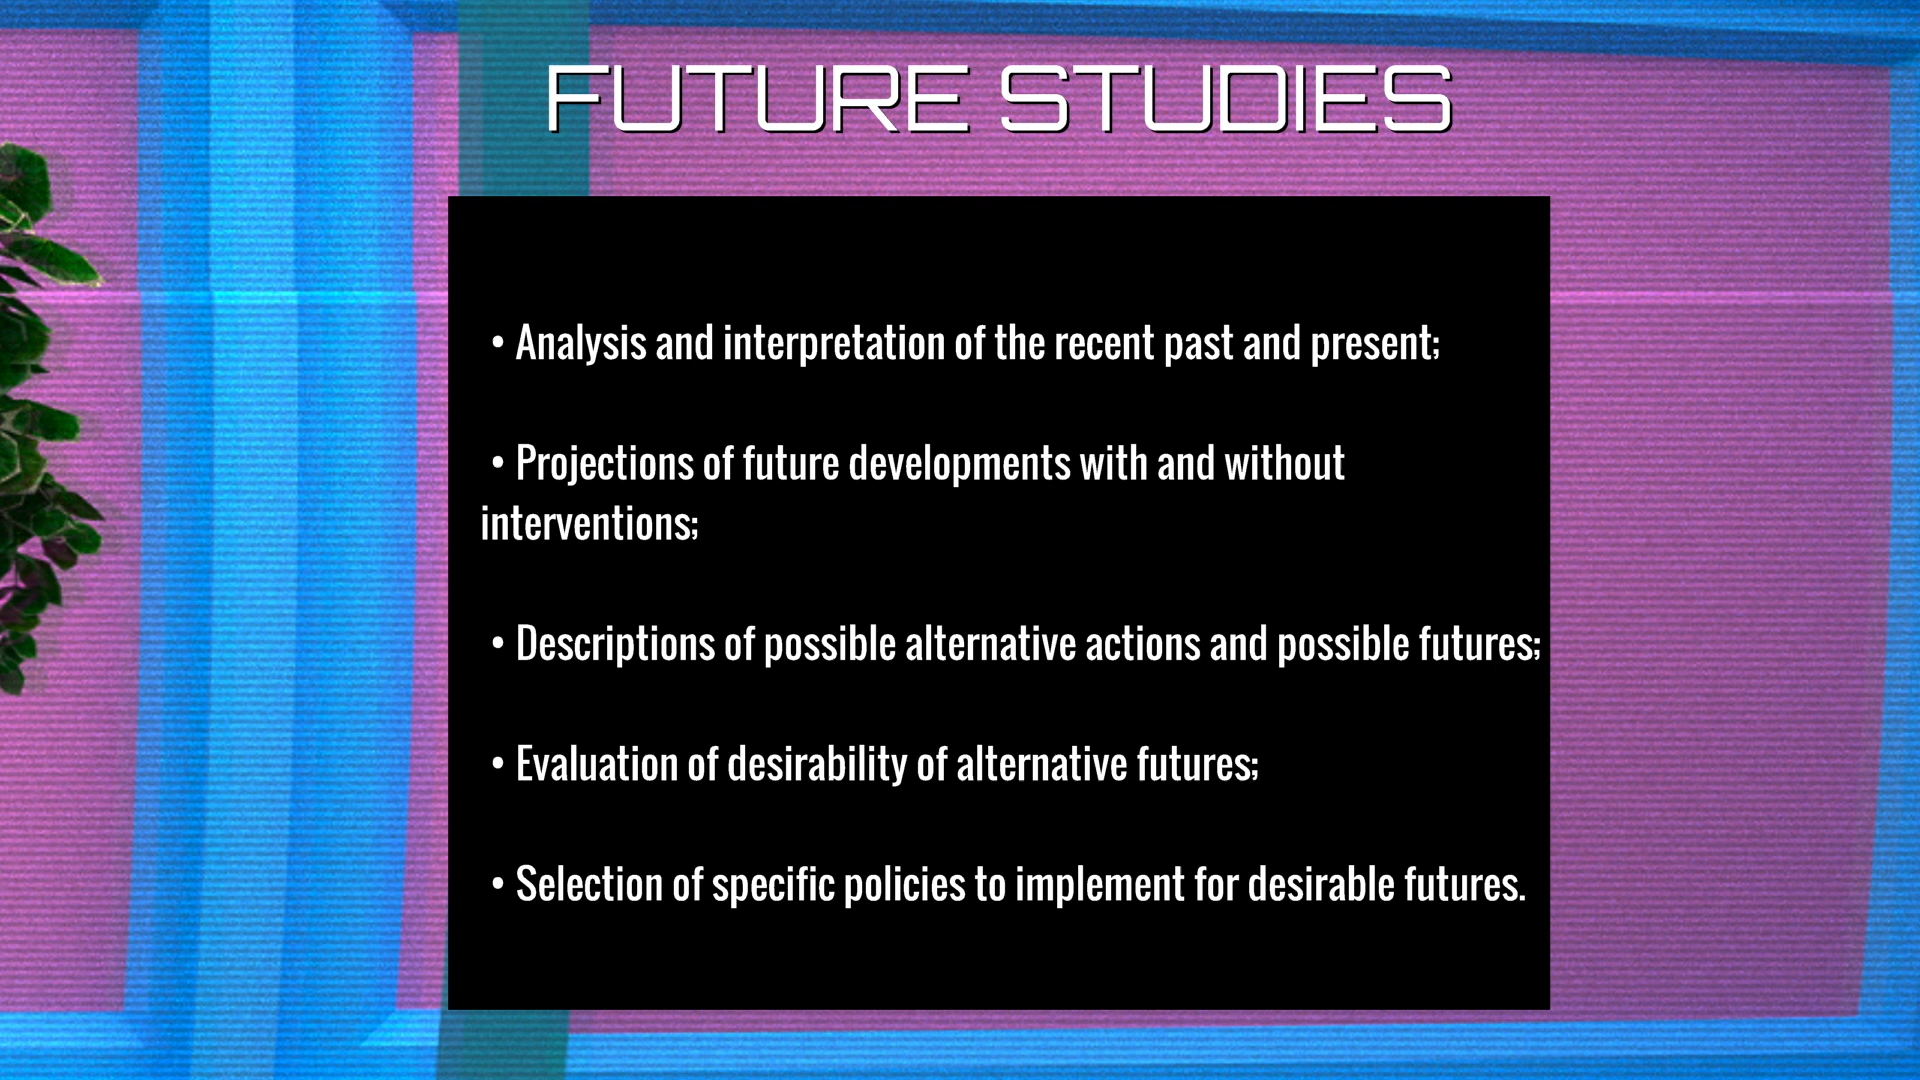 FUTURE STUDIES
• Analysis and interpretation of the recent past and present;
• Projections of future developments with and without
interventions;
• Descriptions of possible alternative actions and possible futures;
• Evaluation of desirability of alternative futures;
• Selection of specific policies to implement for desirable futures.